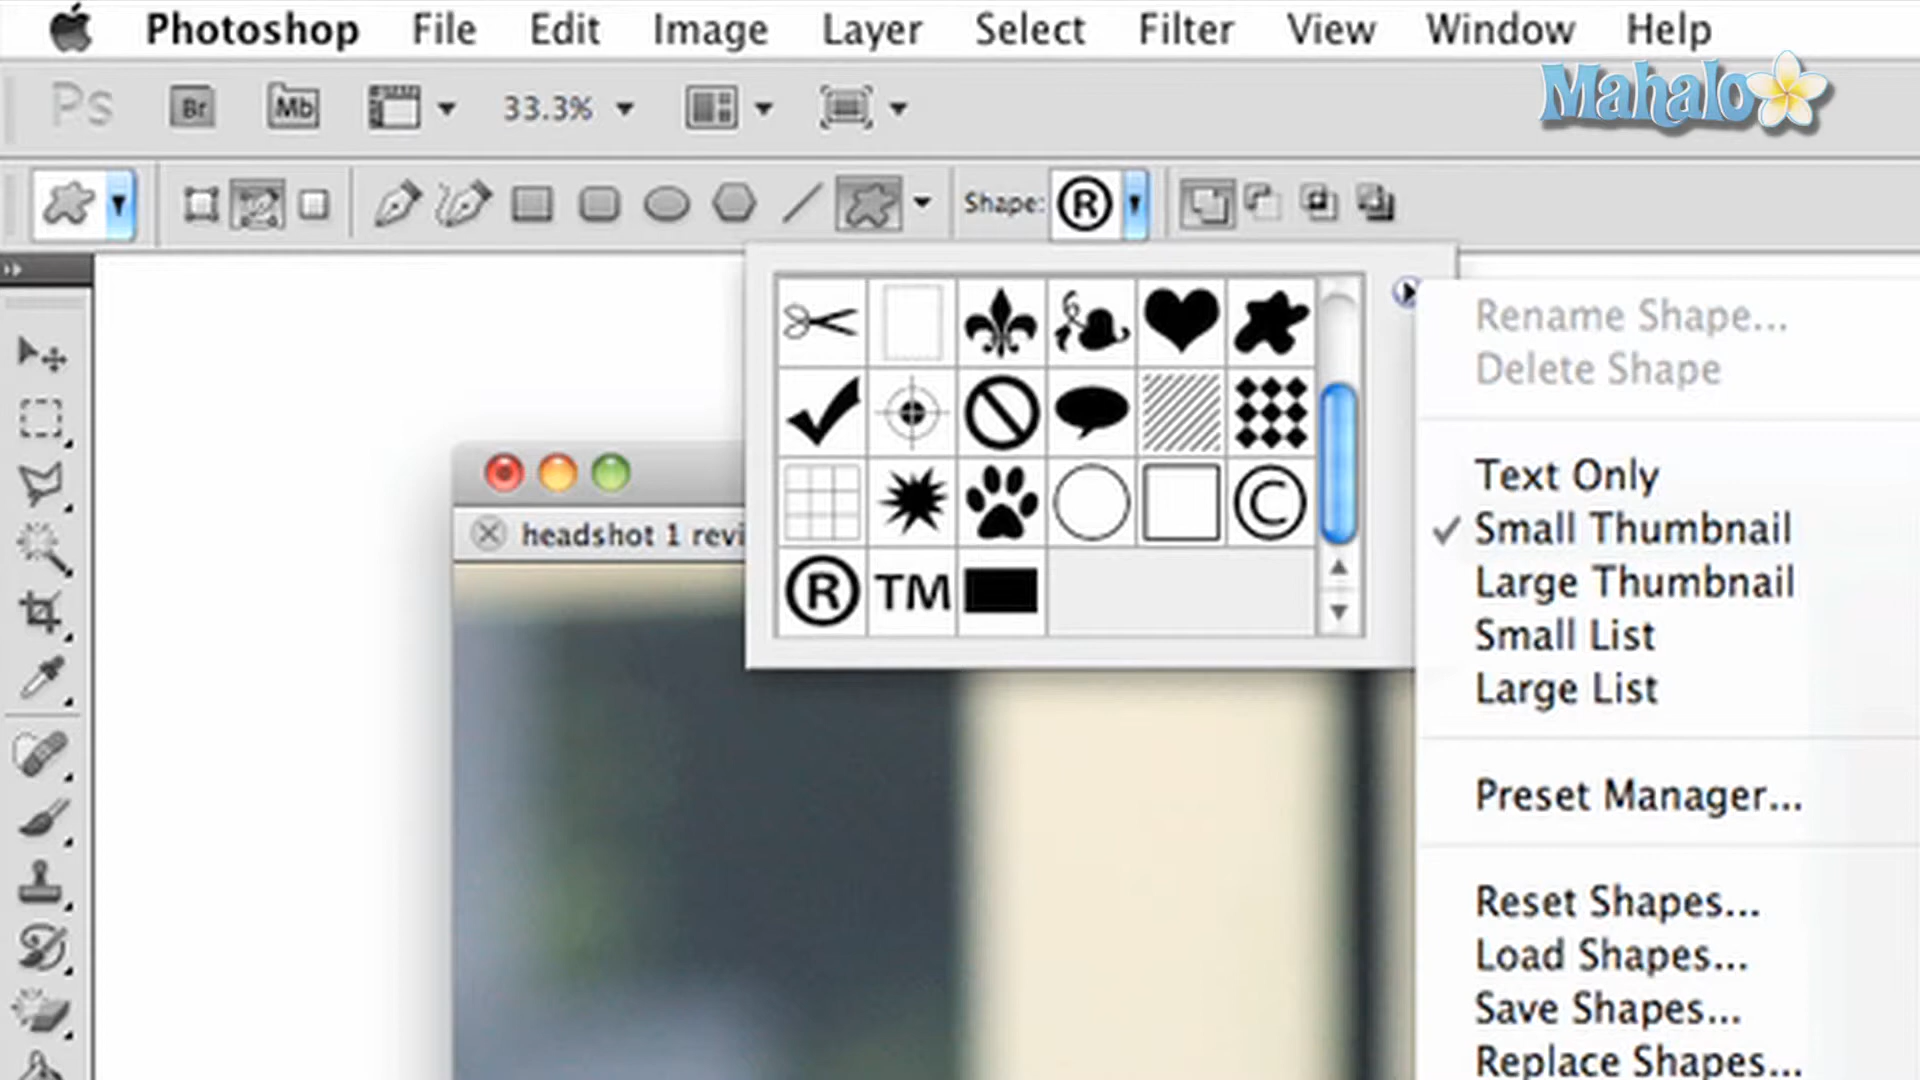 Photoshop File Edit Image Layer Select Filter View Window Help
Mahalo
Ps Br Mb 33.3%
Shape: ®
Rename Shape...
Delete Shape
Text Only
Small Thumbnail
Large Thumbnail
Small List
Large List
Preset Manager...
Reset Shapes...
Load Shapes...
Save Shapes...
Replace Shapes...
©
® TM
headshot 1 revi